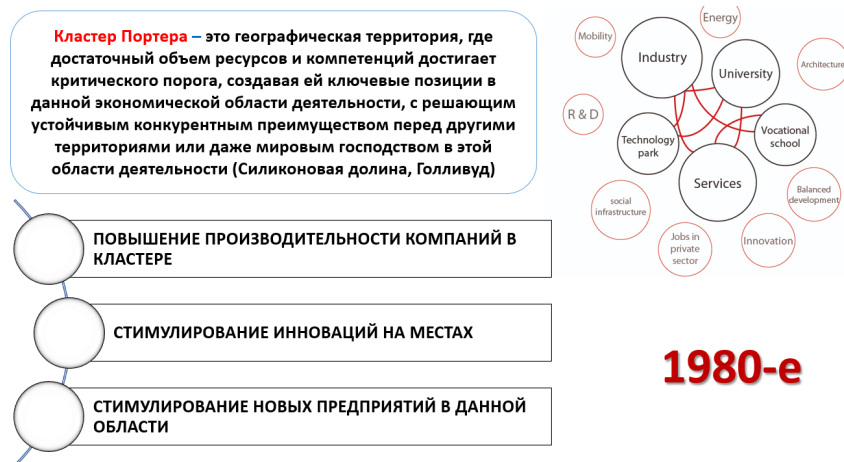 Кластер Портера – это географическая территория, где
достаточный объем ресурсов и компетенций достигает
критического порога, создавая ей ключевые позиции в
данной экономической области деятельности, с решающим
устойчивым конкурентным преимуществом перед другими
территориями или даже мировым господством в этой
области деятельности (Силиконовая долина, Голливуд)
ПОВЫШЕНИЕ ПРОИЗВОДИТЕЛЬНОСТИ КОМПАНИЙ В
КЛАСТЕРЕ
СТИМУЛИРОВАНИЕ ИННОВАЦИЙ НА МЕСТАХ
СТИМУЛИРОВАНИЕ НОВЫХ ПРЕДПРИЯТИЙ В ДАННОЙ
ОБЛАСТИ
Energy
Mobility
Industry
University
Architecture
R & D
Technology
park
Vocational
school
Services
social
infrastructure
Balanced
development
Jobs in
private
sector
Innovation
1980-е